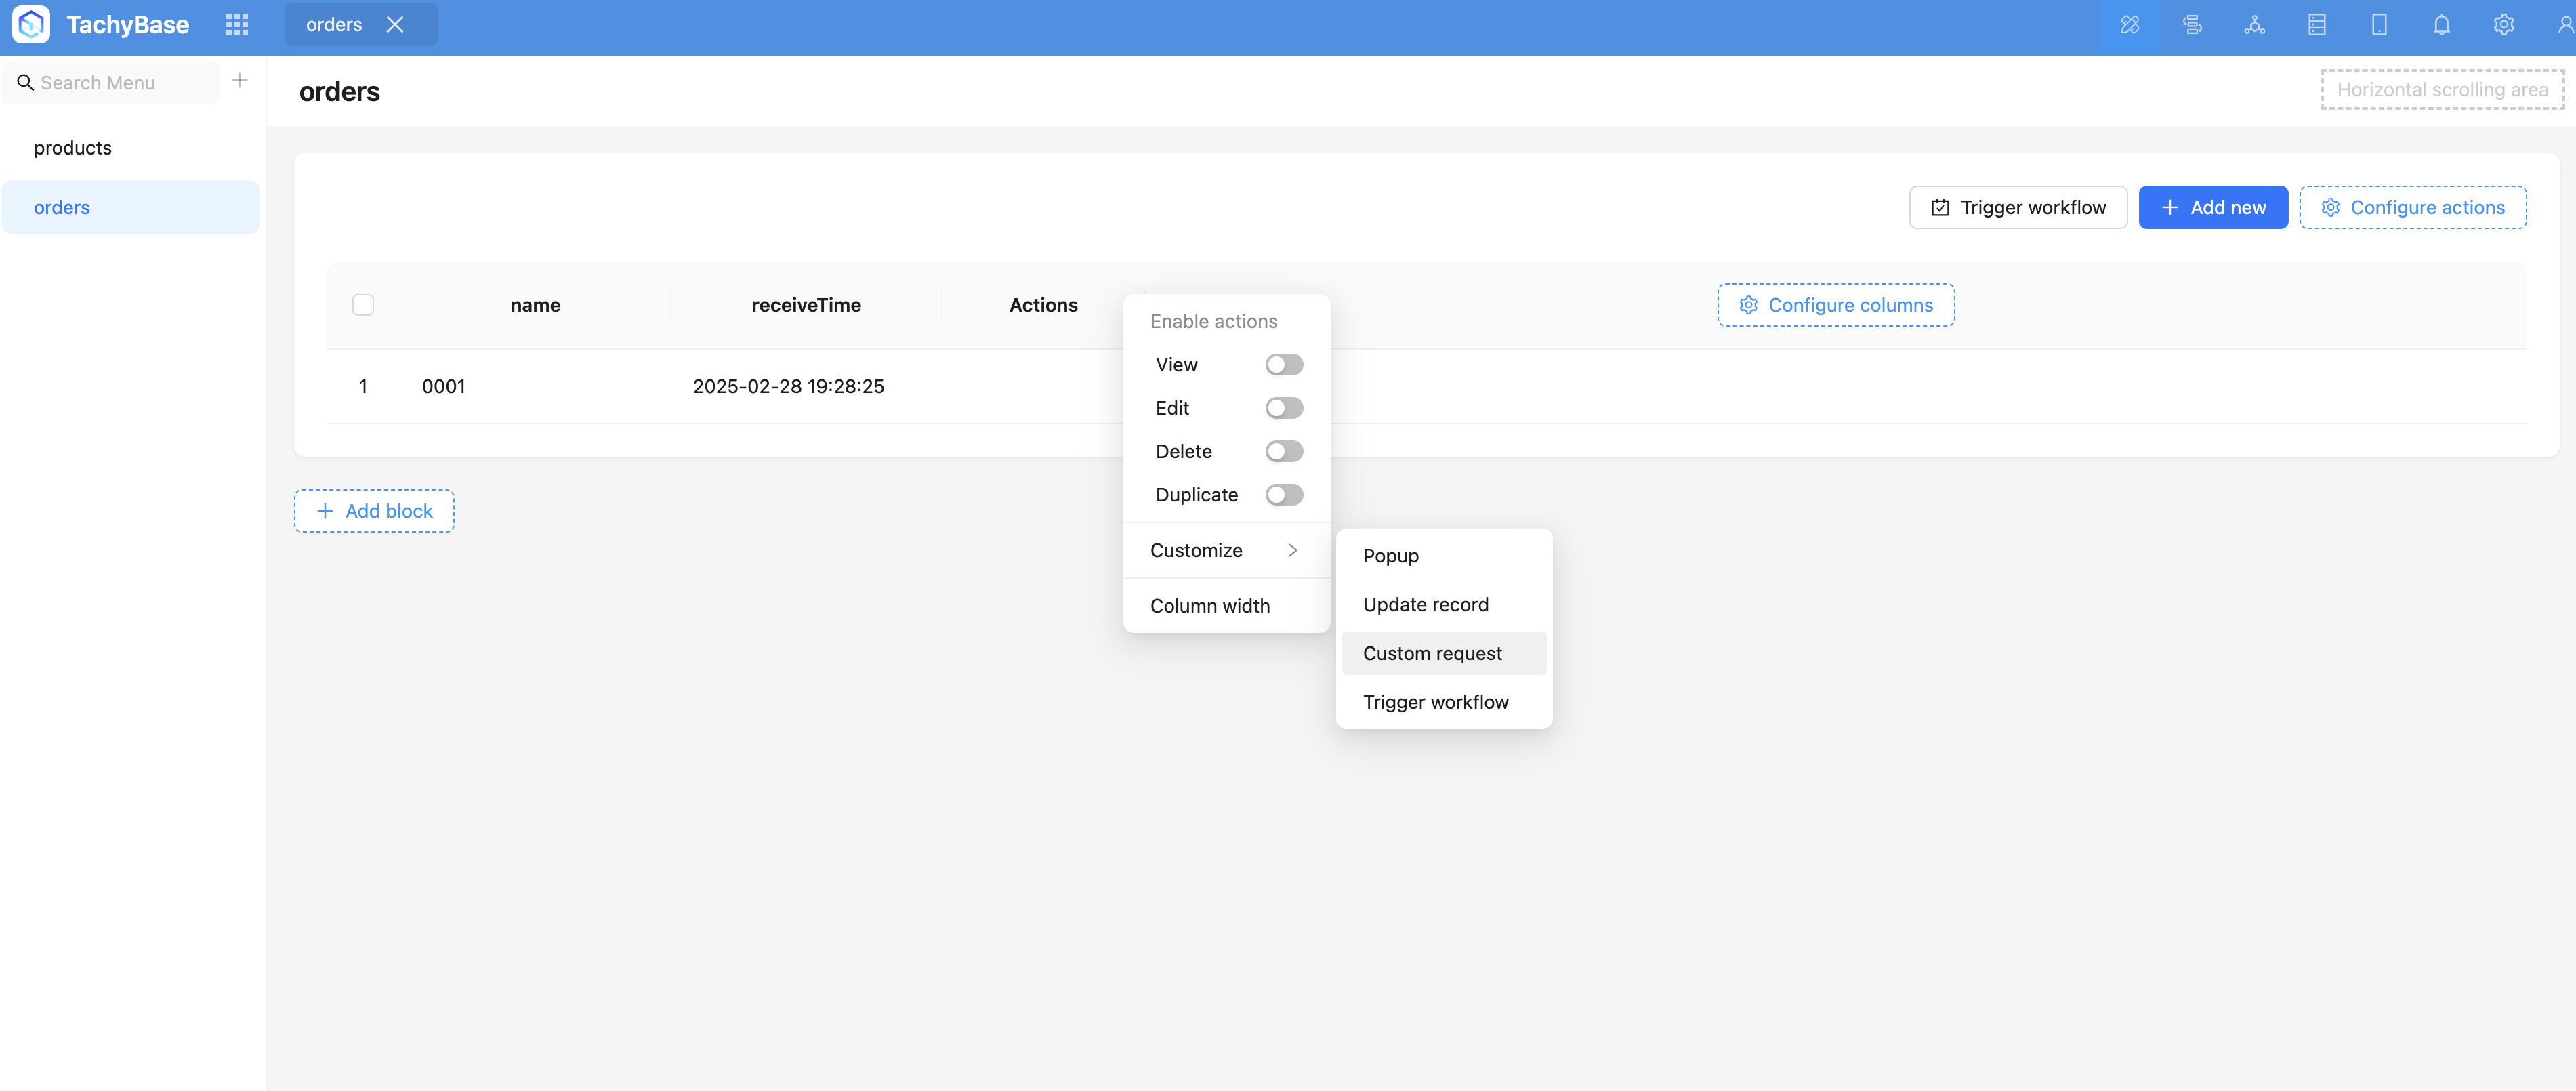 TachyBase
orders
Search Menu
products
orders
orders
Horizontal scrolling area
Trigger workflow
Add new
Configure actions
name receiveTime Actions
Configure columns
1 0001 2025-02-28 19:28:25
Enable actions
View
Edit
Delete
Duplicate
Customize
Column width
Popup
Update record
Custom request
Trigger workflow
Add block